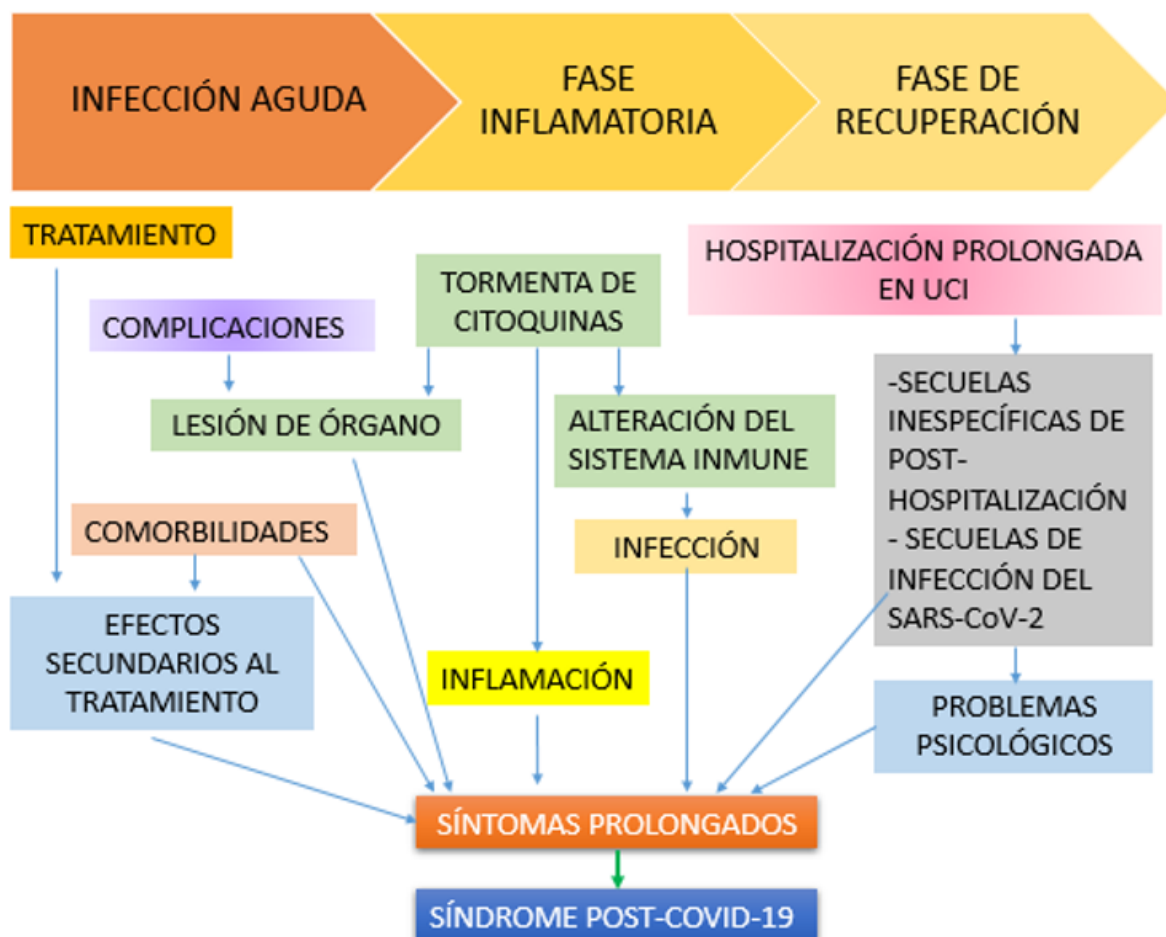 INFECCIÓN AGUDA
FASE
INFLAMATORIA
FASE DE
RECUPERACIÓN
TRATAMIENTO
HOSPITALIZACIÓN PROLONGADA
EN UCI
TORMENTA DE
CITOQUINAS
COMPLICACIONES
LESIÓN DE ÓRGANO
ALTERACIÓN DEL
SISTEMA INMUNE
-SECUELAS
INESPECÍFICAS DE
POST-
HOSPITALIZACIÓN
- SECUELAS DE
INFECCIÓN DEL
SARS-CoV-2
COMORBILIDADES
INFECCIÓN
EFECTOS
SECUNDARIOS AL
TRATAMIENTO
INFLAMACIÓN
PROBLEMAS
PSICOLÓGICOS
SÍNTOMAS PROLONGADOS
SÍNDROME POST-COVID-19